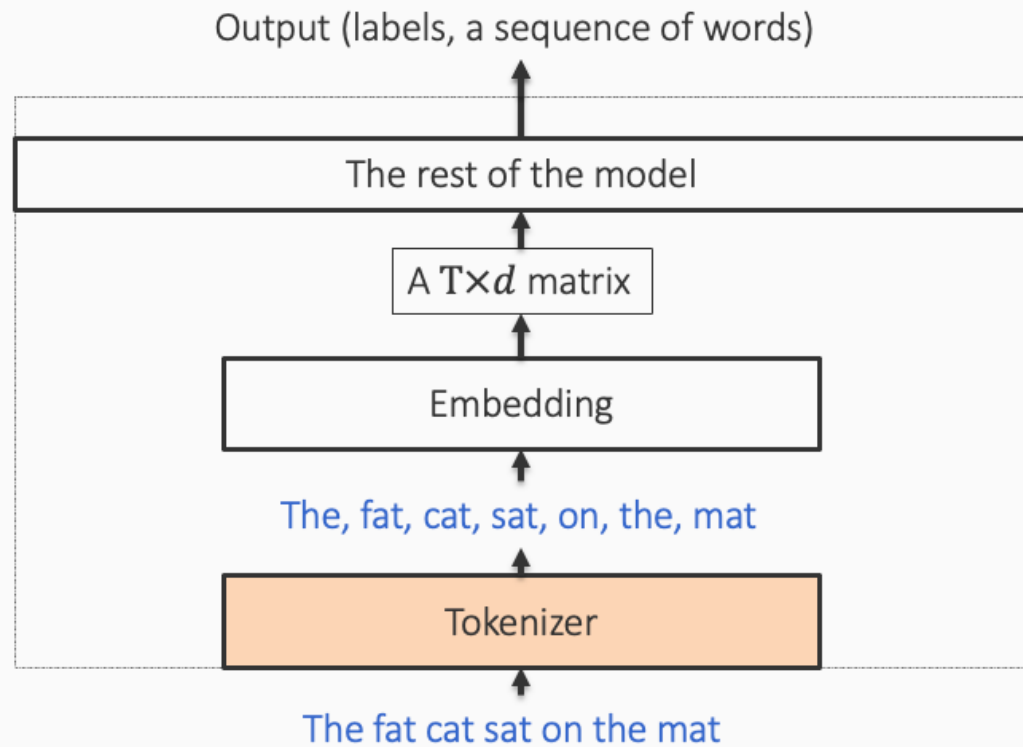 Output (labels, a sequence of words)
The rest of the model
A T×d matrix
Embedding
The, fat, cat, sat, on, the, mat
Tokenizer
The fat cat sat on the mat